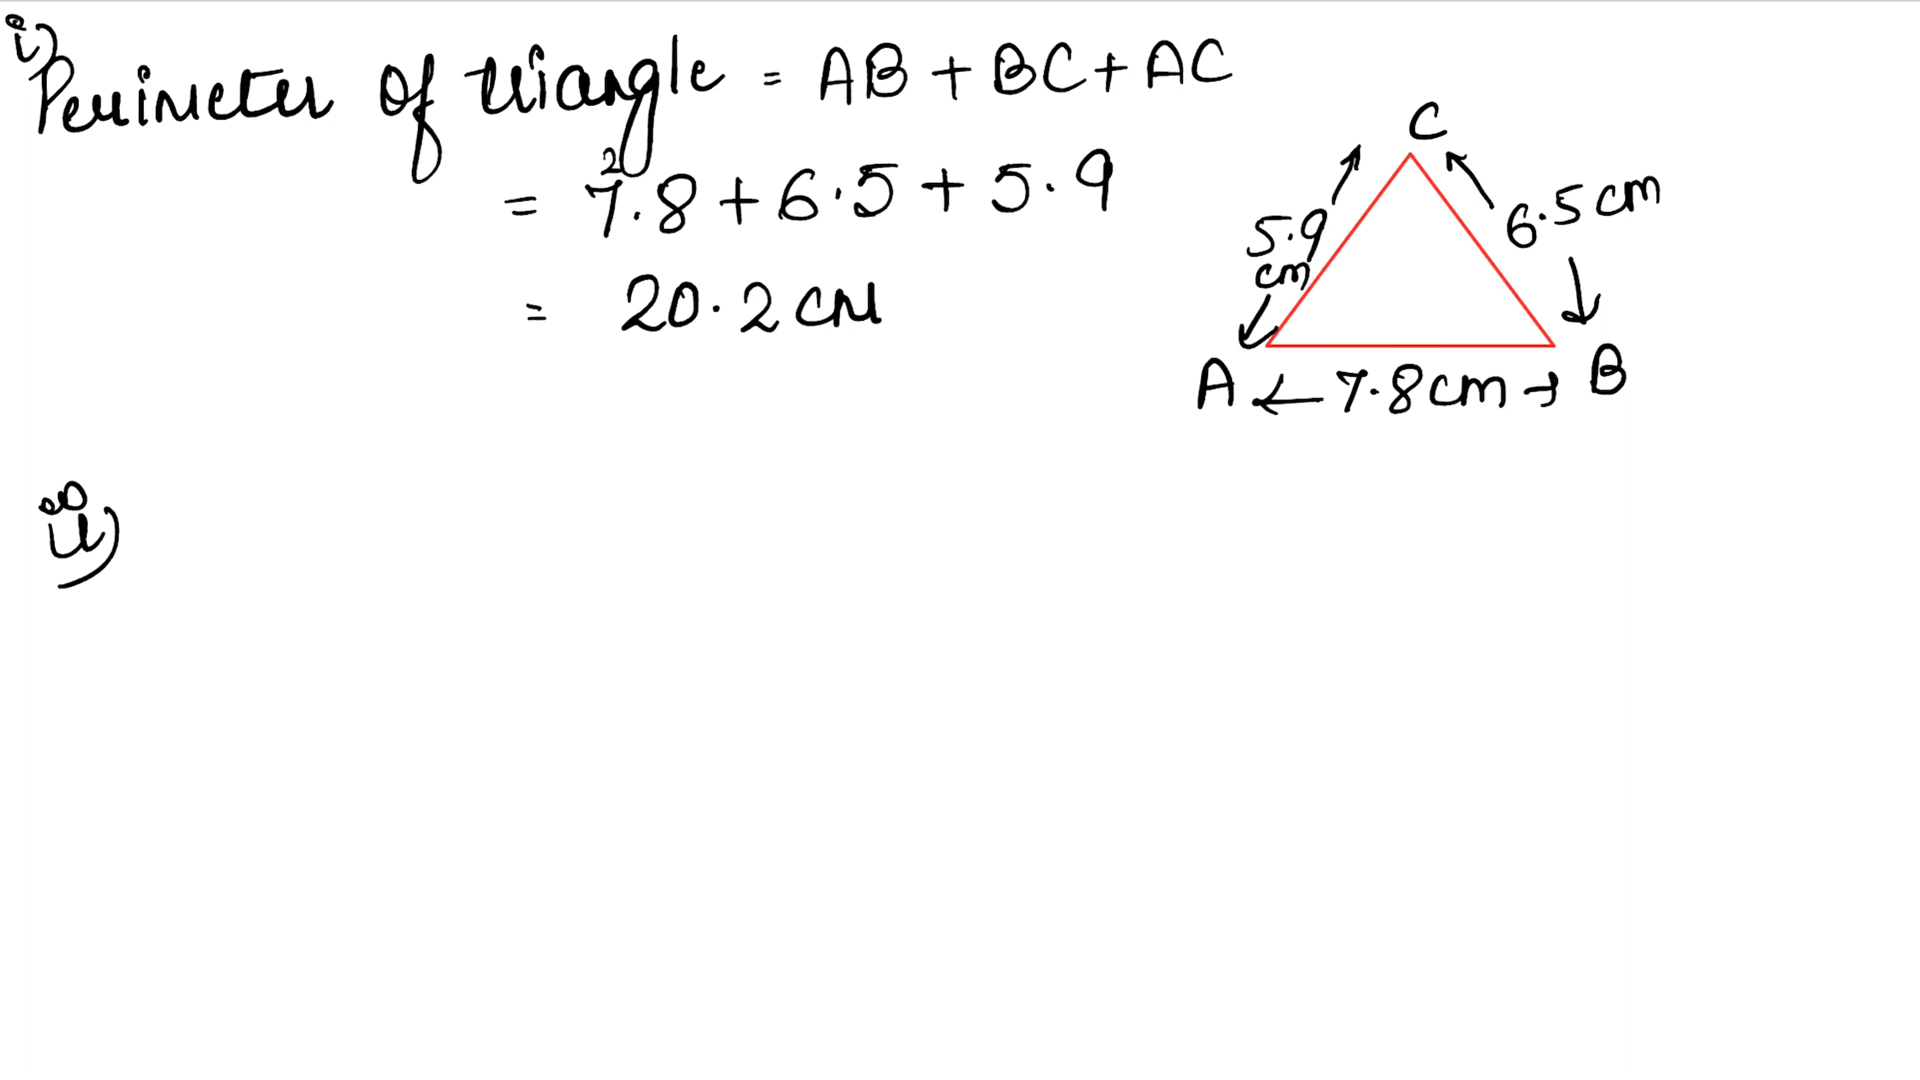 i)
Perimeter of triangle = AB + BC + AC
2
= 7.8 + 6.5 + 5.9
= 20.2 cm
C
5.9
cm
6.5 cm
A ← 7.8 cm → B
ii)